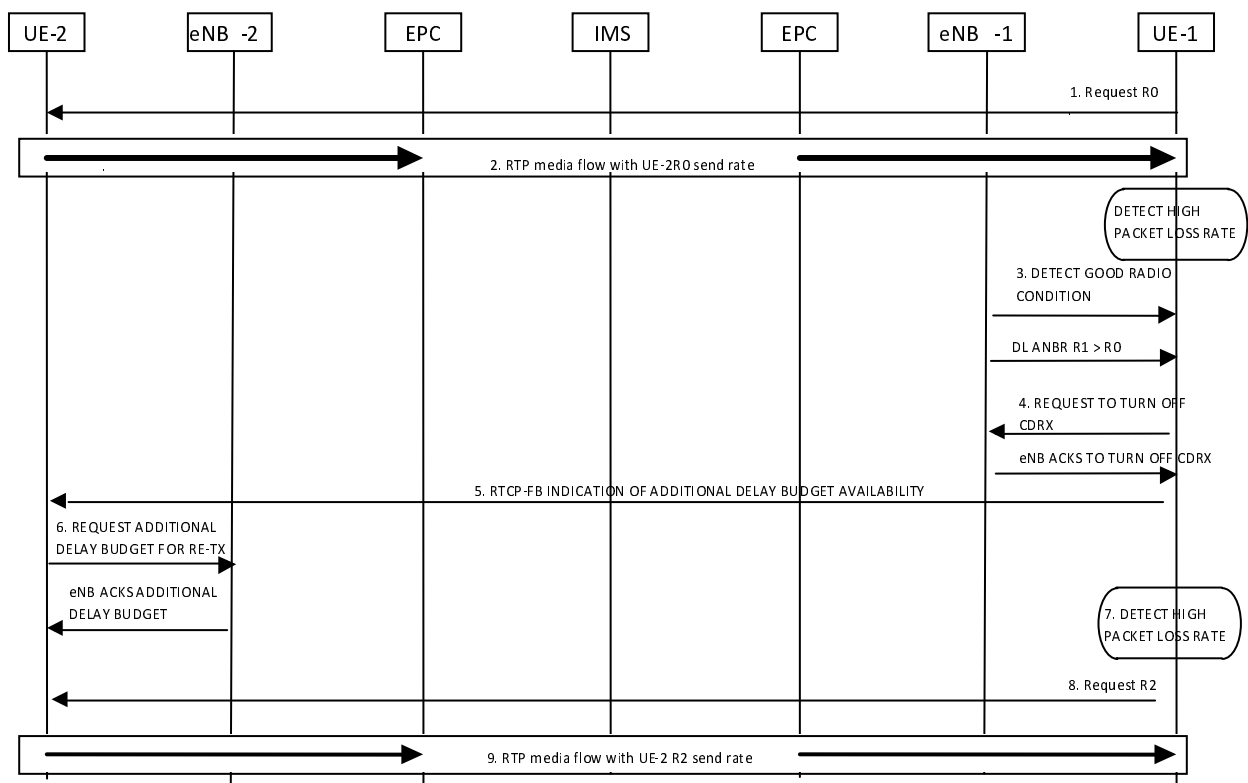 UE-2
eNB -2
EPC
IMS
EPC
eNB -1
UE-1
1. Request R0
2. RTP media flow with UE-2R0 send rate
DETECT HIGH
PACKET LOSS RATE
3. DETECT GOOD RADIO
CONDITION
DL ANBR R1 > R0
4. REQUEST TO TURN OFF
CDRX
eNB ACKS TO TURN OFF CDRX
5. RTCP-FB INDICATION OF ADDITIONAL DELAY BUDGET AVAILABILITY
6. REQUEST ADDITIONAL
DELAY BUDGET FOR RE-TX
eNB ACKS ADDITIONAL
DELAY BUDGET
7. DETECT HIGH
PACKET LOSS RATE
8. Request R2
9. RTP media flow with UE-2 R2 send rate